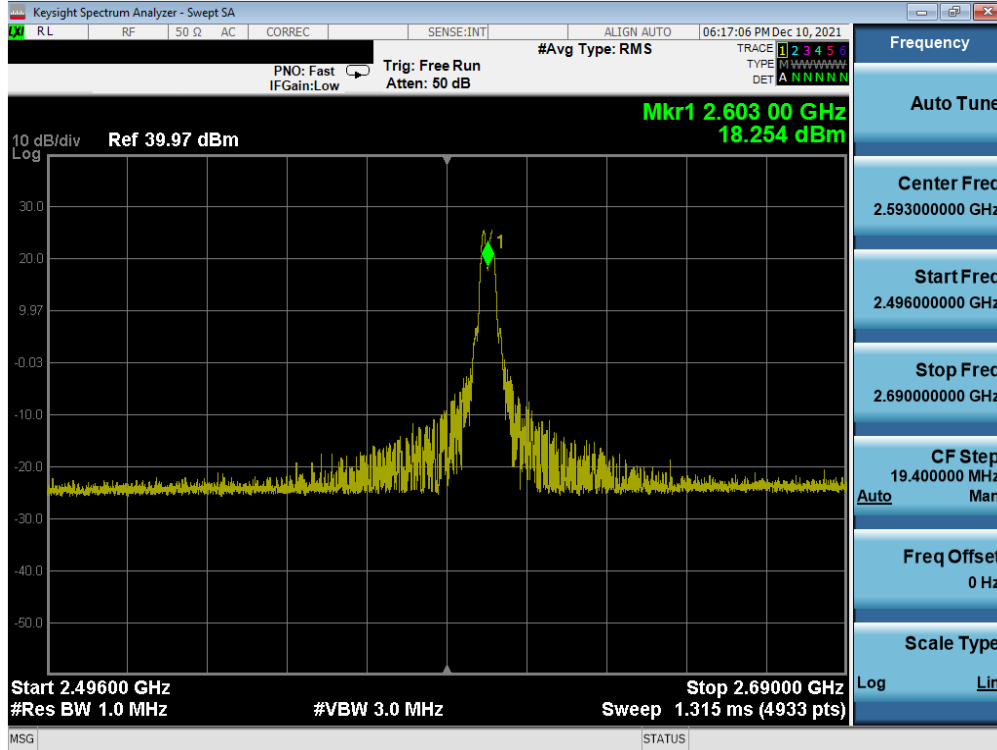 Keysight Spectrum Analyzer - Swept SA
LXI RL RF 50 Ω AC CORREC SENSE:INT ALIGN AUTO 06:17:06 PM Dec 10, 2021
#Avg Type: RMS TRACE 1 2 3 4 5 6
PNO: Fast Trig: Free Run TYPE M WWWWW
IFGain:Low Atten: 50 dB DET A N N N N N
Mkr1 2.603 00 GHz
18.254 dBm
10 dB/div Ref 39.97 dBm
Log
30.0
20.0
9.97
-0.03
-10.0
-20.0
-30.0
-40.0
-50.0
1
Start 2.49600 GHz Stop 2.69000 GHz
#Res BW 1.0 MHz #VBW 3.0 MHz Sweep 1.315 ms (4933 pts)
MSG STATUS
Frequency
Auto Tune
Center Freq
2.593000000 GHz
Start Freq
2.496000000 GHz
Stop Freq
2.690000000 GHz
CF Step
19.400000 MHz
Auto Man
Freq Offset
0 Hz
Scale Type
Log Lin